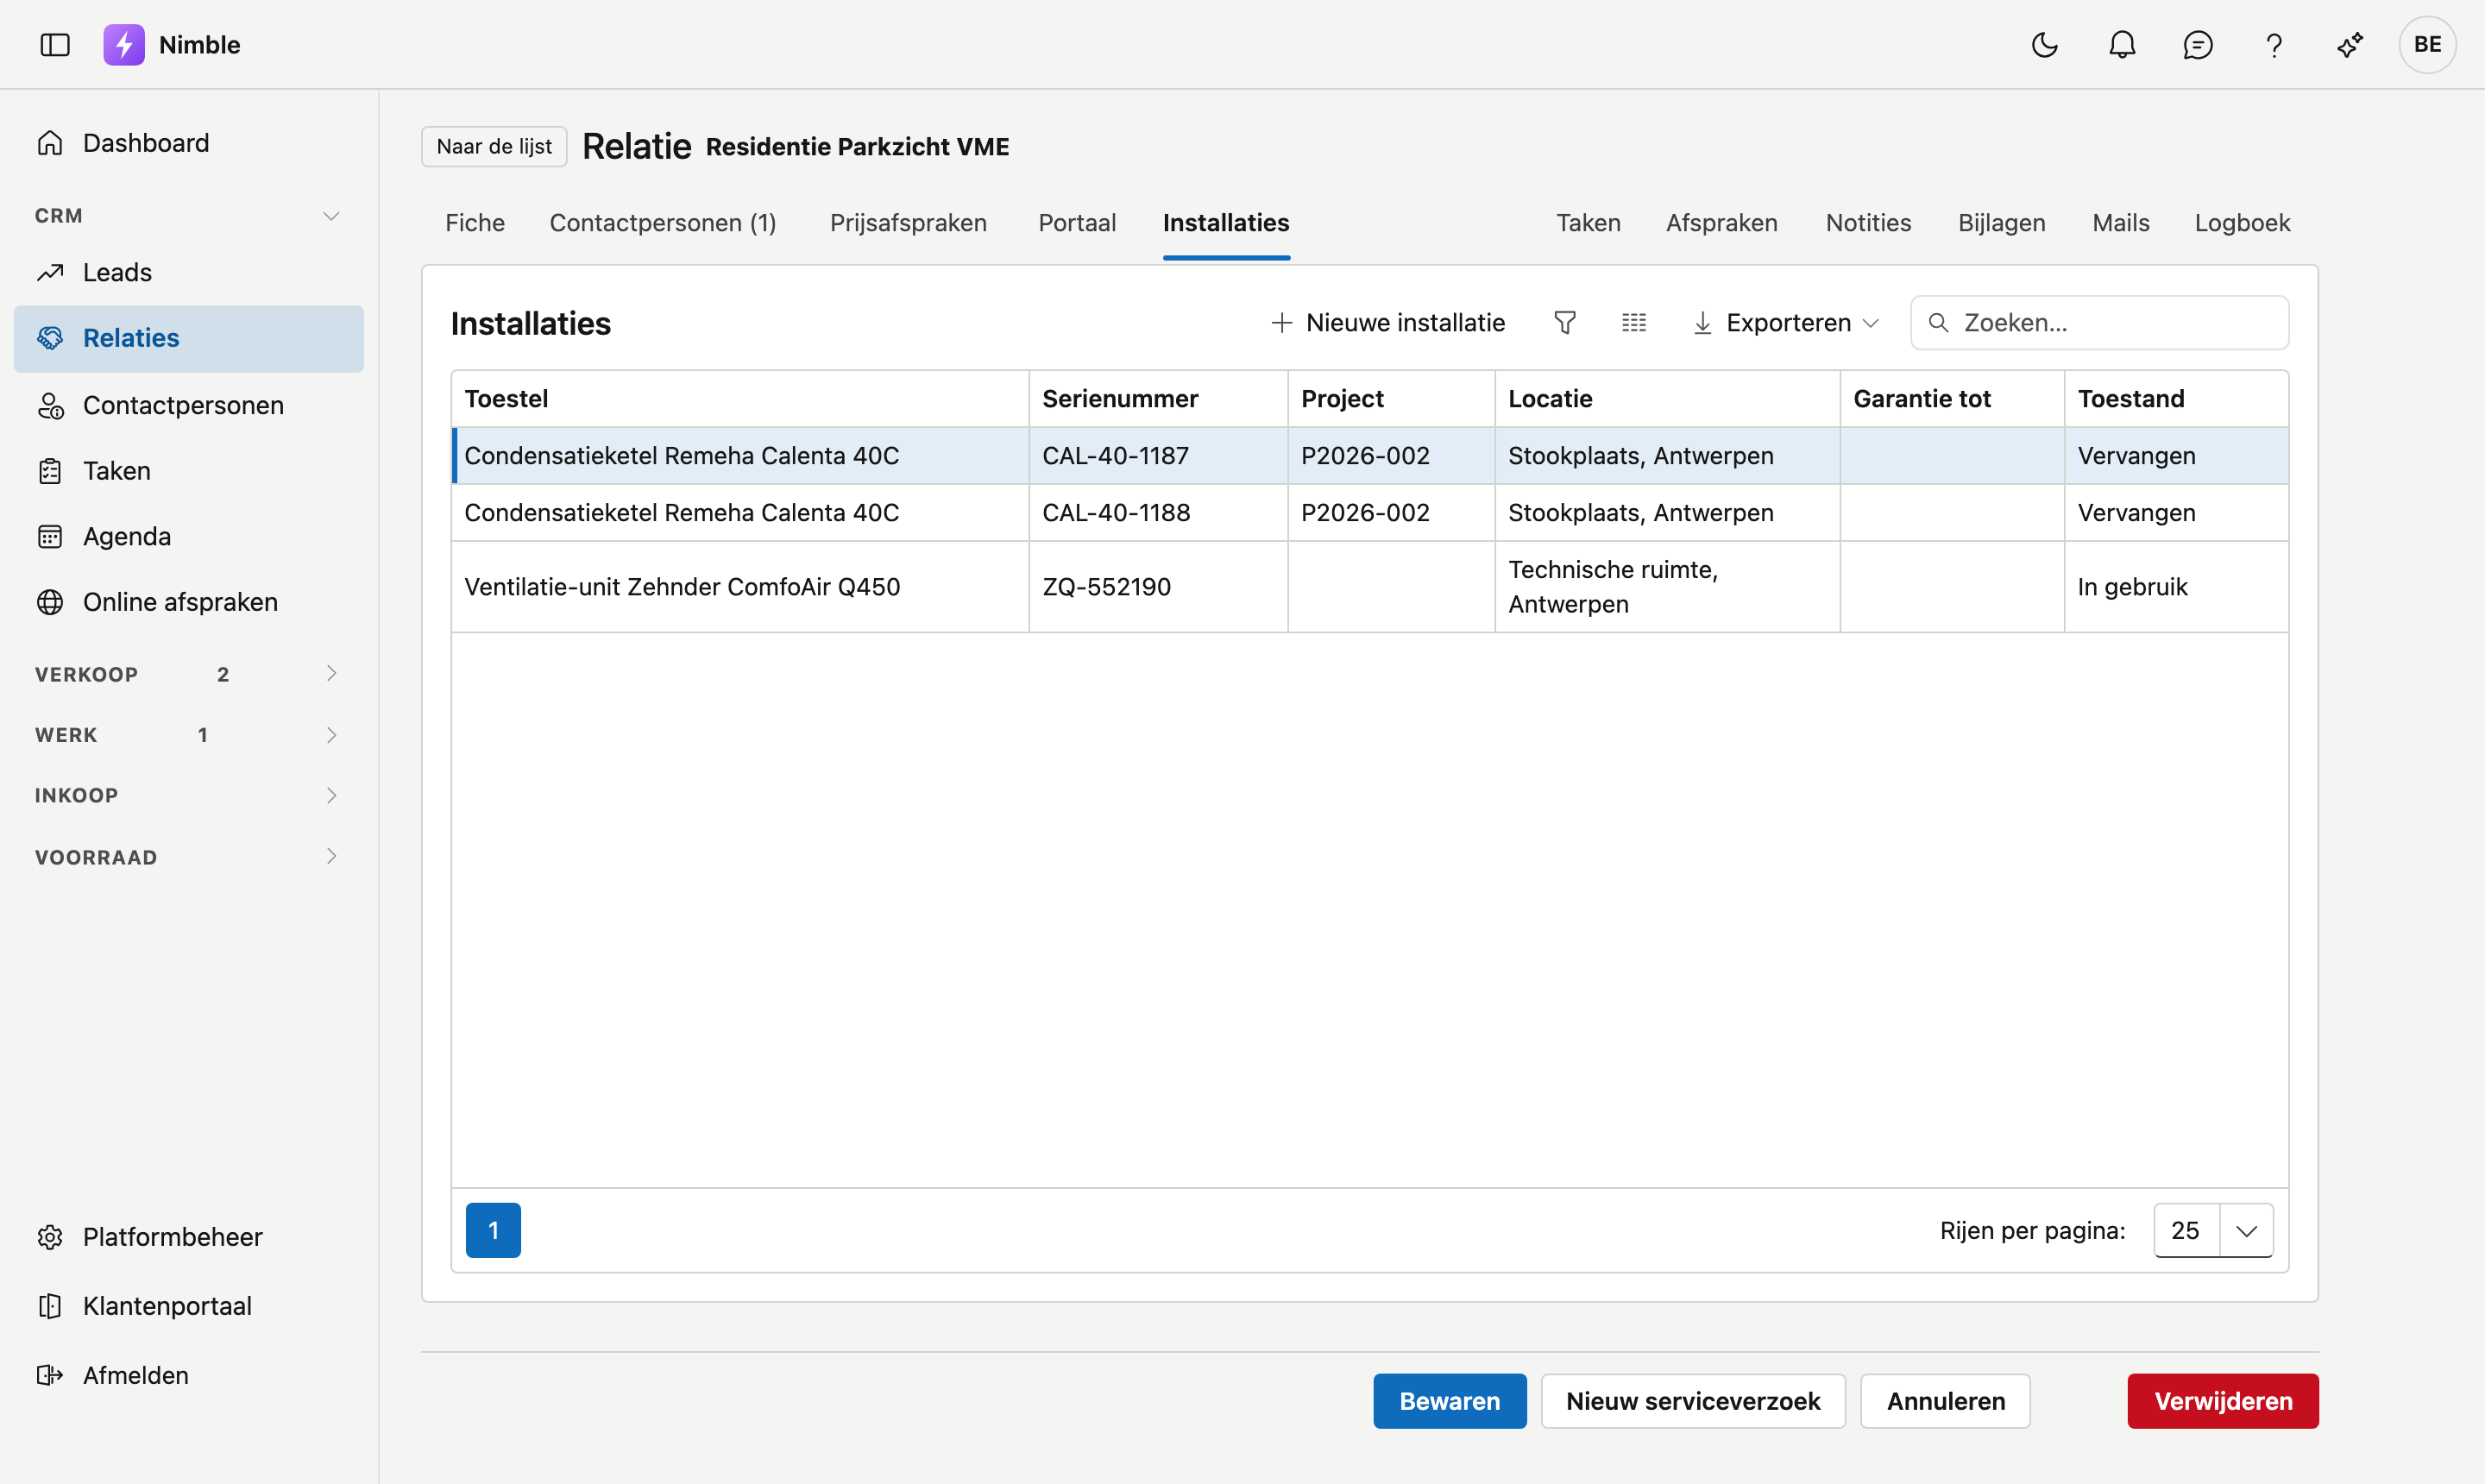 Nimble
BE
Dashboard
CRM
Leads
Relaties
Contactpersonen
Taken
Agenda
Online afspraken
VERKOOP 2
WERK 1
INKOOP
VOORRAAD
Platformbeheer
Klantenportaal
Afmelden
Naar de lijst Relatie Residentie Parkzicht VME
Fiche Contactpersonen (1) Prijsafspraken Portaal Installaties Taken Afspraken Notities Bijlagen Mails Logboek
Installaties Nieuwe installatie Exporteren Zoeken...
Toestel Serienummer Project Locatie Garantie tot Toestand
Condensatieketel Remeha Calenta 40C CAL-40-1187 P2026-002 Stookplaats, Antwerpen Vervangen
Condensatieketel Remeha Calenta 40C CAL-40-1188 P2026-002 Stookplaats, Antwerpen Vervangen
Ventilatie-unit Zehnder ComfoAir Q450 ZQ-552190 Technische ruimte, Antwerpen In gebruik
1 Rijen per pagina: 25
Bewaren Nieuw serviceverzoek Annuleren Verwijderen